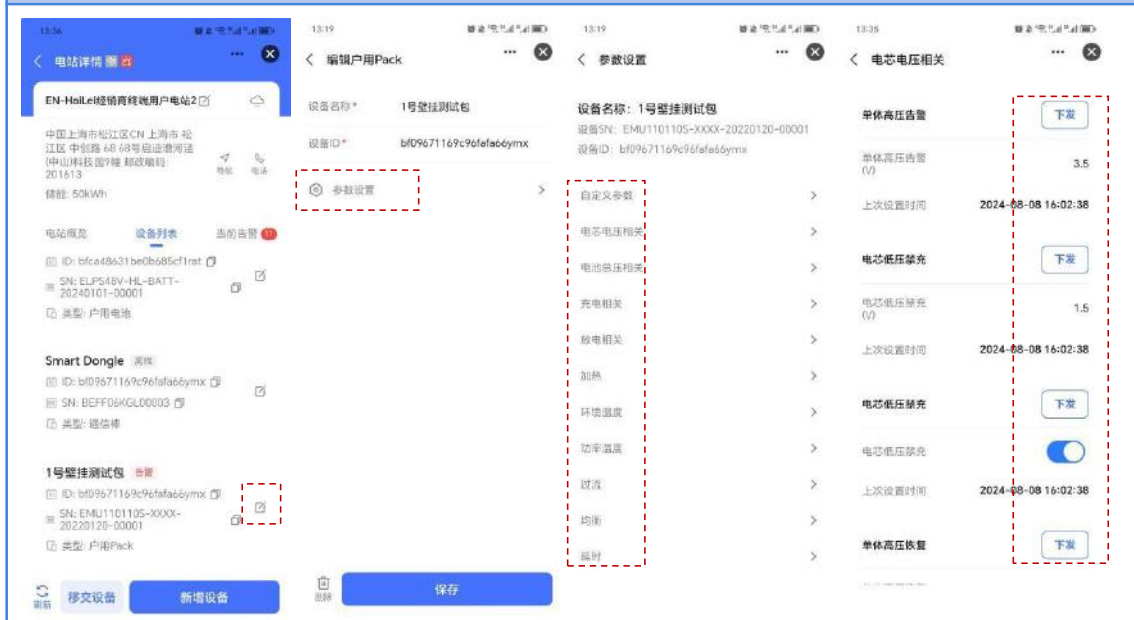 13:36
电站详情
EN-HaiLei经销商终端用户电站2
中国上海市松江区CN 上海市 松
江区 中创路 68 68号启迪漕河泾
(中山)科技园9幢 邮政编码:
201613
导航
电话
储能: 50kWh
电站概览
设备列表
当前告警 11
ID: bfca48631be0b685cf1rat
SN: ELPS48V-HL-BATT-
20240101-00001
类型: 户用电池
Smart Dongle 离线
ID: bf09671169c96fafa66ymx
SN: BEFF06KGL00003
类型: 通信棒
1号壁挂测试包 告警
ID: bf09671169c96fafa66ymx
SN: EMU1101105-XXXX-
20220120-00001
类型: 户用Pack
刷新
移交设备
新增设备
13:19
编辑户用Pack
设备名称* 1号壁挂测试包
设备ID* bf09671169c96fafa66ymx
参数设置
删除
保存
13:19
参数设置
设备名称: 1号壁挂测试包
设备SN: EMU1101105-XXXX-20220120-00001
设备ID: bf09671169c96fafa66ymx
自定义参数
电芯电压相关
电池总压相关
充电相关
放电相关
加热
环境温度
功率温度
过流
均衡
延时
13:35
电芯电压相关
单体高压告警 下发
单体高压告警
(V)
3.5
上次设置时间 2024-08-08 16:02:38
电芯低压禁充 下发
电芯低压禁充
(V)
1.5
上次设置时间 2024-08-08 16:02:38
电芯低压禁充 下发
电芯低压禁充
上次设置时间 2024-08-08 16:02:38
单体高压恢复 下发